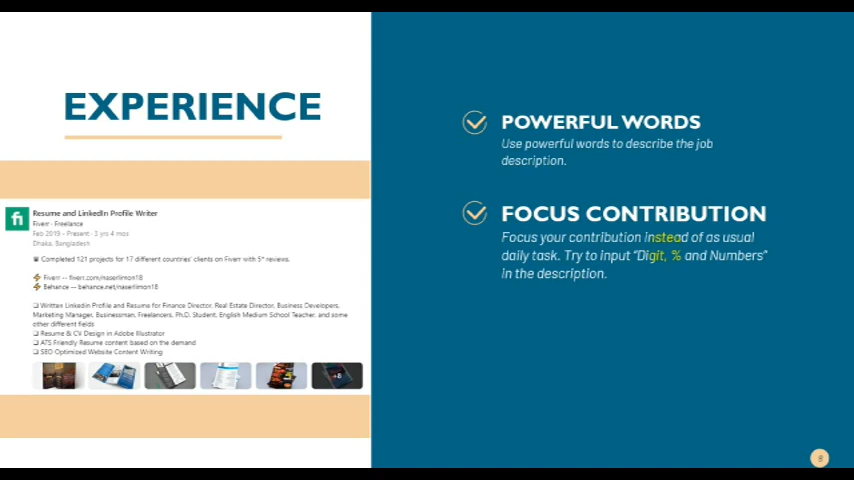 EXPERIENCE
fi
Resume and LinkedIn Profile Writer
Fiverr · Freelance
Feb 2019 – Present · 3 yrs 4 mos
Dhaka, Bangladesh
Completed 121 projects for 17 different countries' clients on Fiverr with 5* reviews.
Fiverr -- fiverr.com/naserlimon18
Behance -- behance.net/naserlimon18
❏ Written LinkedIn Profile and Resume for Finance Director, Real Estate Director, Business Developers,
Marketing Manager, Businessman, Freelancers, Ph.D. Student, English Medium School Teacher, and some
other different fields
❏ Resume & CV Design in Adobe Illustrator
❏ ATS Friendly Resume content based on the demand
❏ SEO Optimized Website Content Writing
+8
POWERFUL WORDS
Use powerful words to describe the job
description.
FOCUS CONTRIBUTION
Focus your contribution instead of as usual
daily task. Try to input “Digit, % and Numbers”
in the description.
8